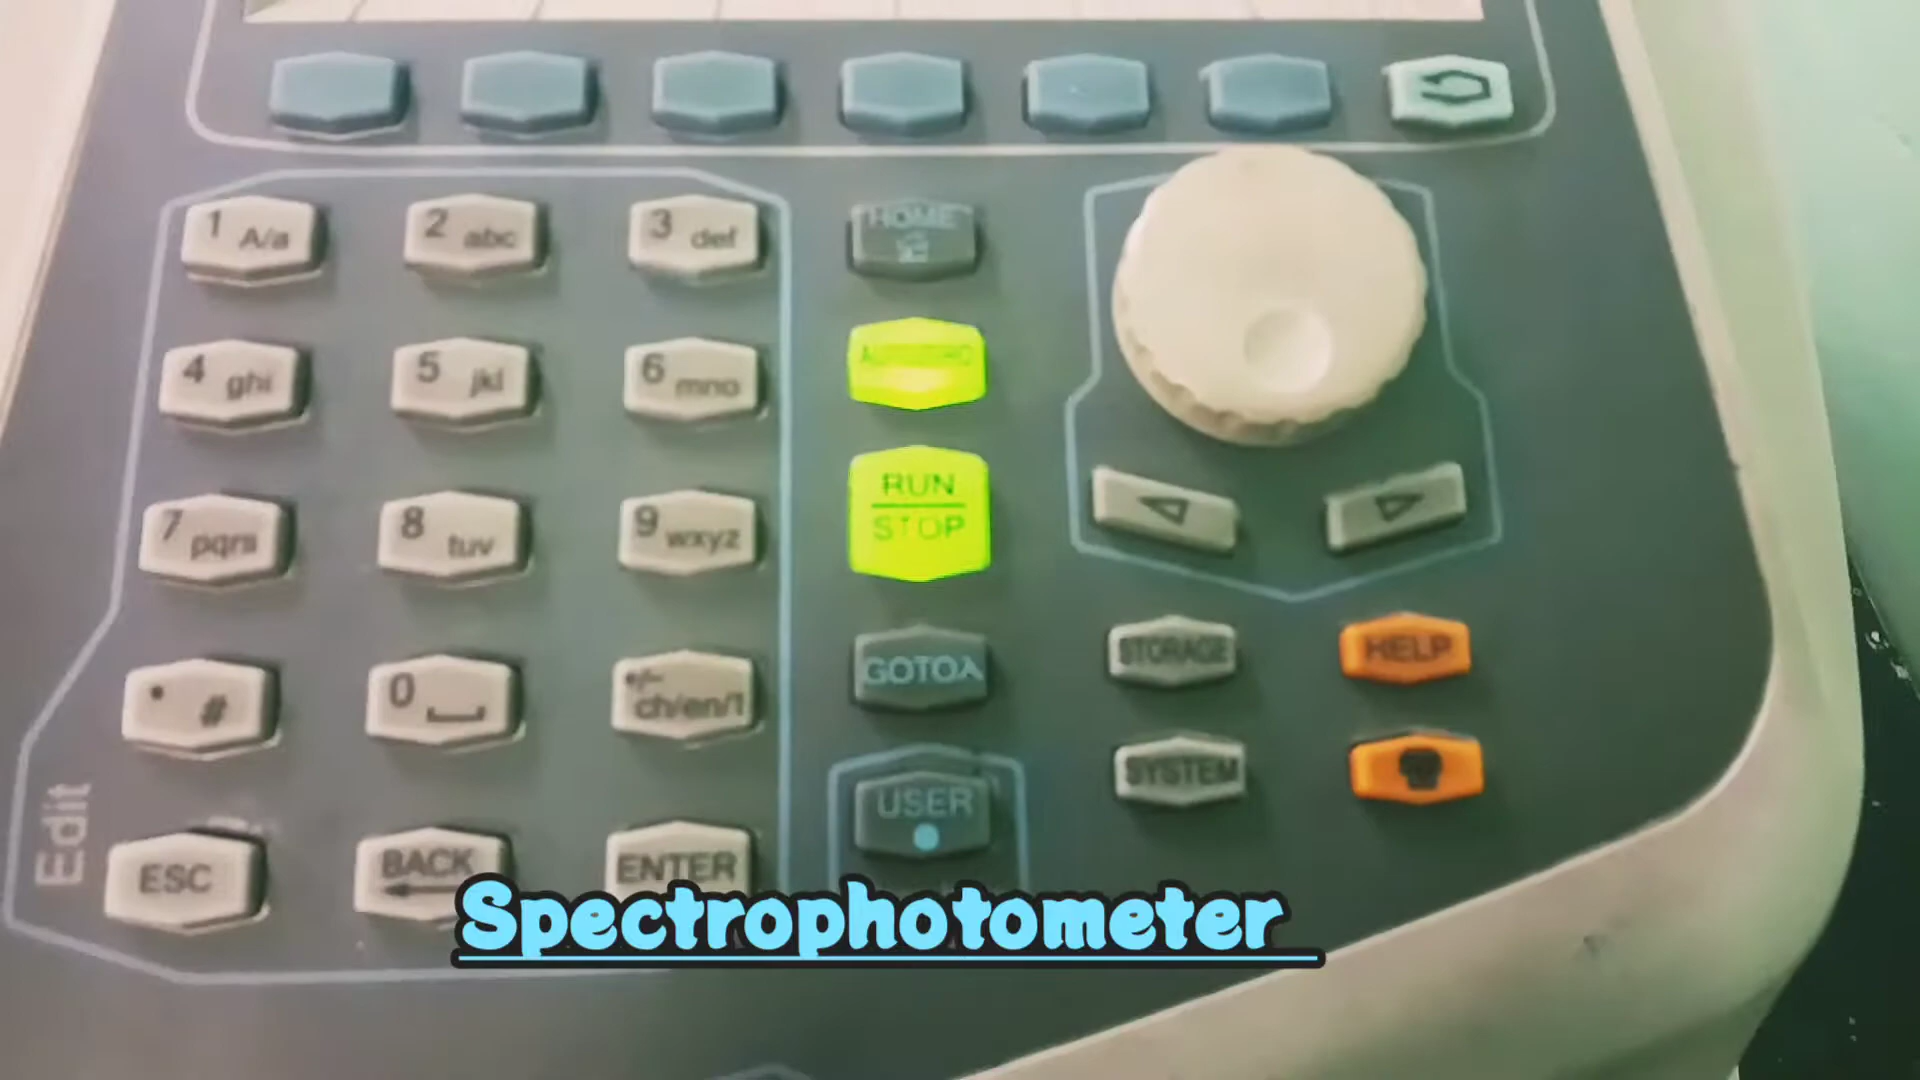 1 A/a 2 abc 3 def HOME
4 ghi 5 jkl 6 mno
7 pqrs 8 tuv 9 wxyz RUN
STOP
. # 0 +/- ch/en/1 GOTOλ STORAGE HELP
SYSTEM
USER
Edit
ESC BACK ENTER
Spectrophotometer